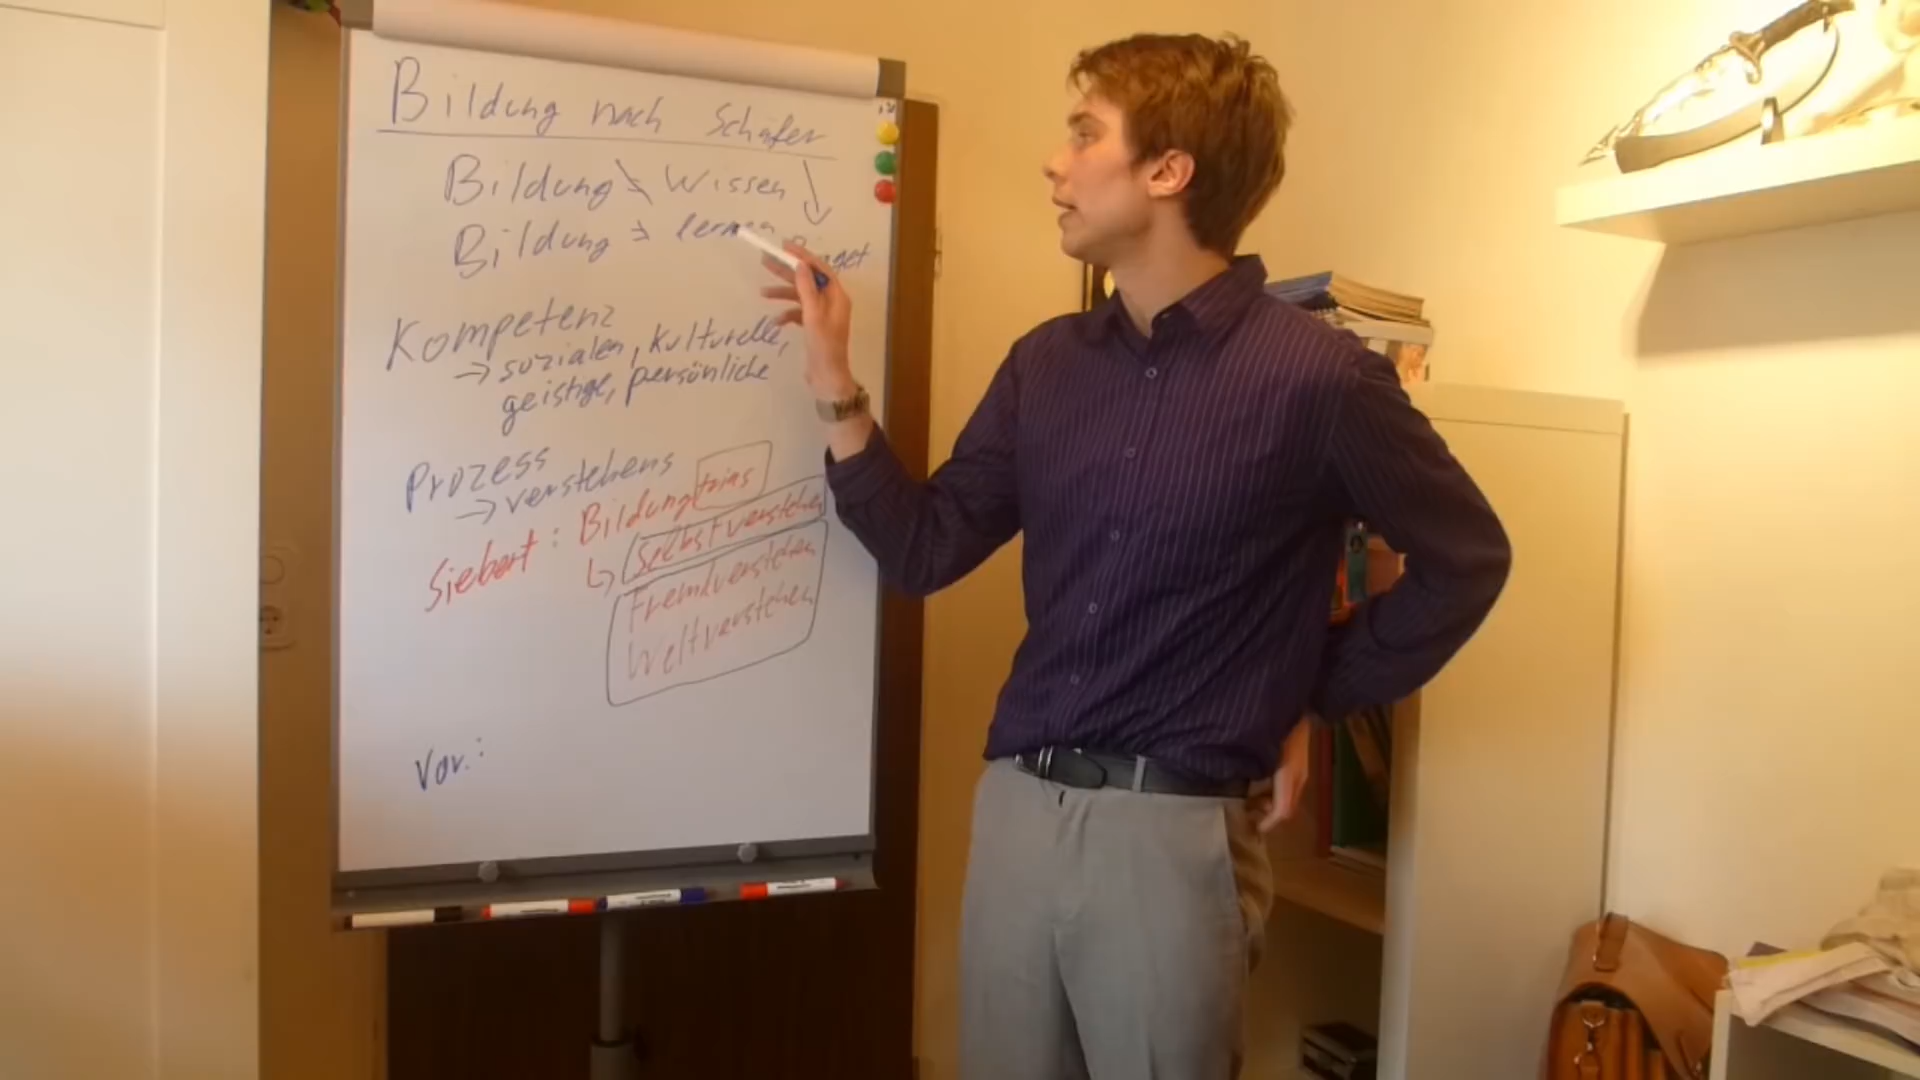 Bildung nach Schäfer
Bildung ≠ Wissen
Bildung ⇒ lernen
Kompetenz
→ sozialen, kulturelle,
geistige, persönliche
Prozess
→ verstehens
Siebert: Bildungtrias
↳ Selbstverstehen
Fremdverstehen
Weltverstehen
Vor.: